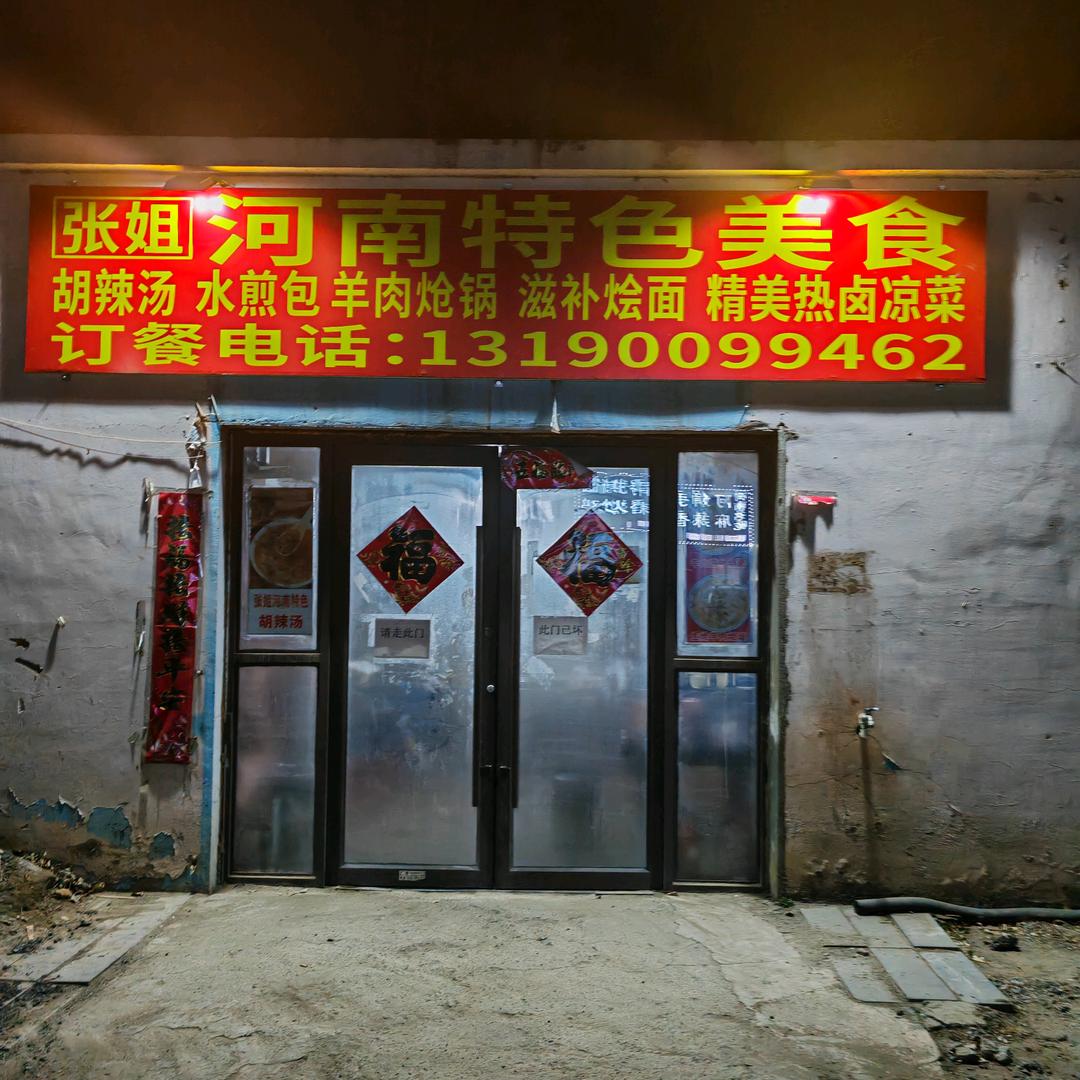 张姐 河南特色美食
胡辣汤 水煎包 羊肉炝锅 滋补烩面 精美热卤凉菜
订餐电话:13190099462
福
福
张姐河南特色
胡辣汤
请走此门
此门已坏